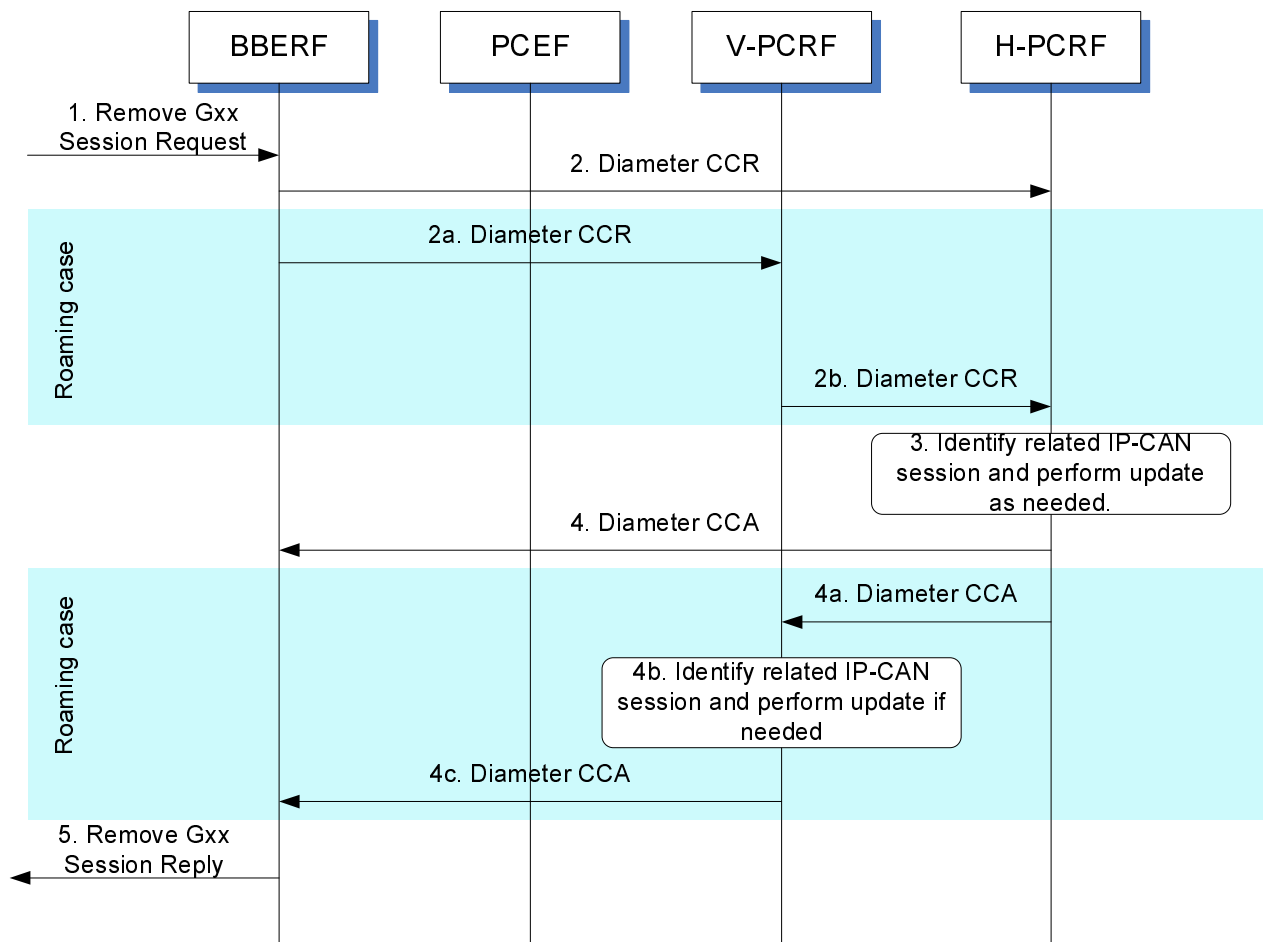 BBERF
PCEF
V-PCRF
H-PCRF
1. Remove Gxx
Session Request
2. Diameter CCR
Roaming case
2a. Diameter CCR
2b. Diameter CCR
3. Identify related IP-CAN
session and perform update
as needed.
4. Diameter CCA
Roaming case
4a. Diameter CCA
4b. Identify related IP-CAN
session and perform update if
needed
4c. Diameter CCA
5. Remove Gxx
Session Reply